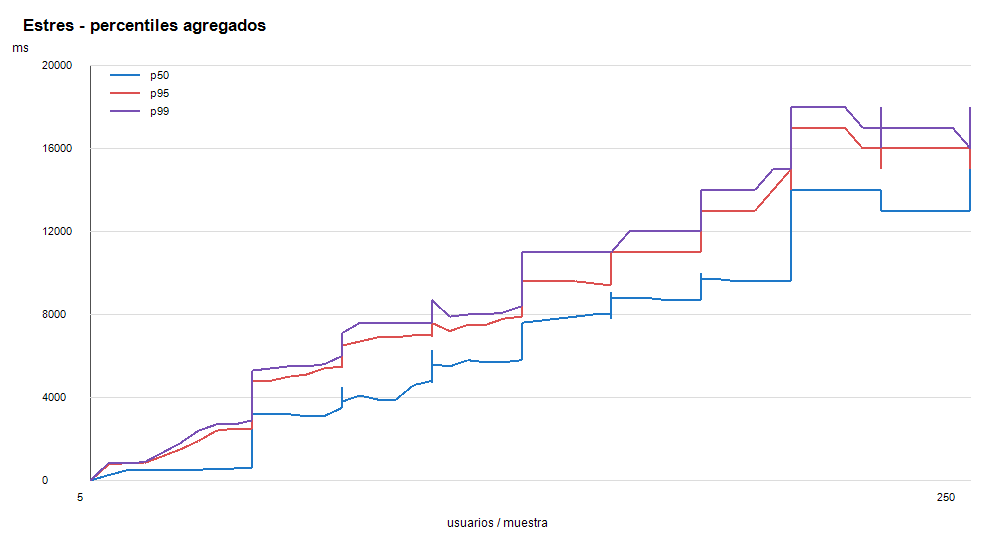 Estres - percentiles agregados
ms
20000
p50
p95
p99
16000
12000
8000
4000
0
5
250
usuarios / muestra